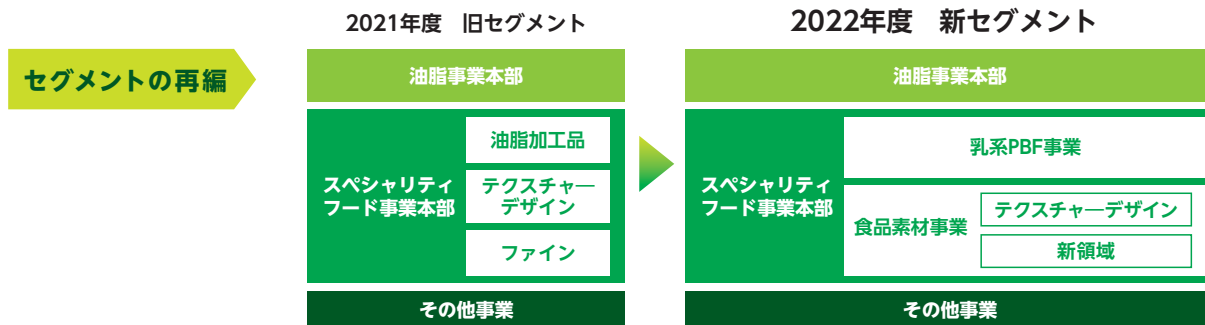 セグメントの再編
2021年度　旧セグメント
油脂事業本部
スペシャリティ
フード事業本部
油脂加工品
テクスチャー
デザイン
ファイン
その他事業
2022年度　新セグメント
油脂事業本部
スペシャリティ
フード事業本部
乳系PBF事業
食品素材事業
テクスチャーデザイン
新領域
その他事業